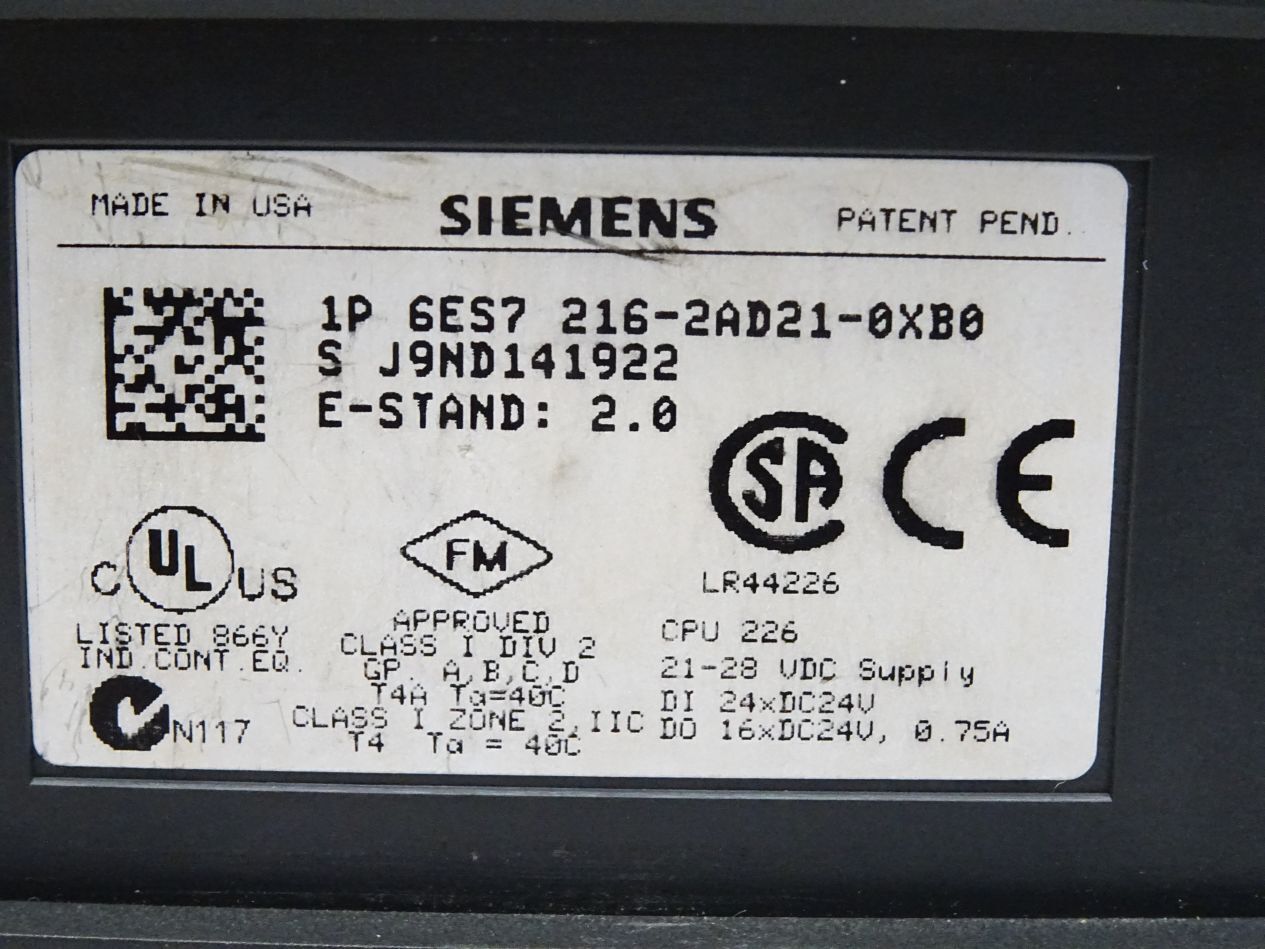 MADE IN USA SIEMENS PATENT PEND.
1P 6ES7 216-2AD21-0XB0
S J9ND141922
E-STAND: 2.0
SA
CE
C UL US
LISTED 866Y
IND.CONT.EQ.
N117
FM
APPROVED
CLASS I DIV 2
GP. A,B,C,D
T4A Ta=40C
CLASS I ZONE 2,IIC
T4 Ta = 40C
LR44226
CPU 226
21-28 VDC Supply
DI 24xDC24V
DO 16xDC24V, 0.75A